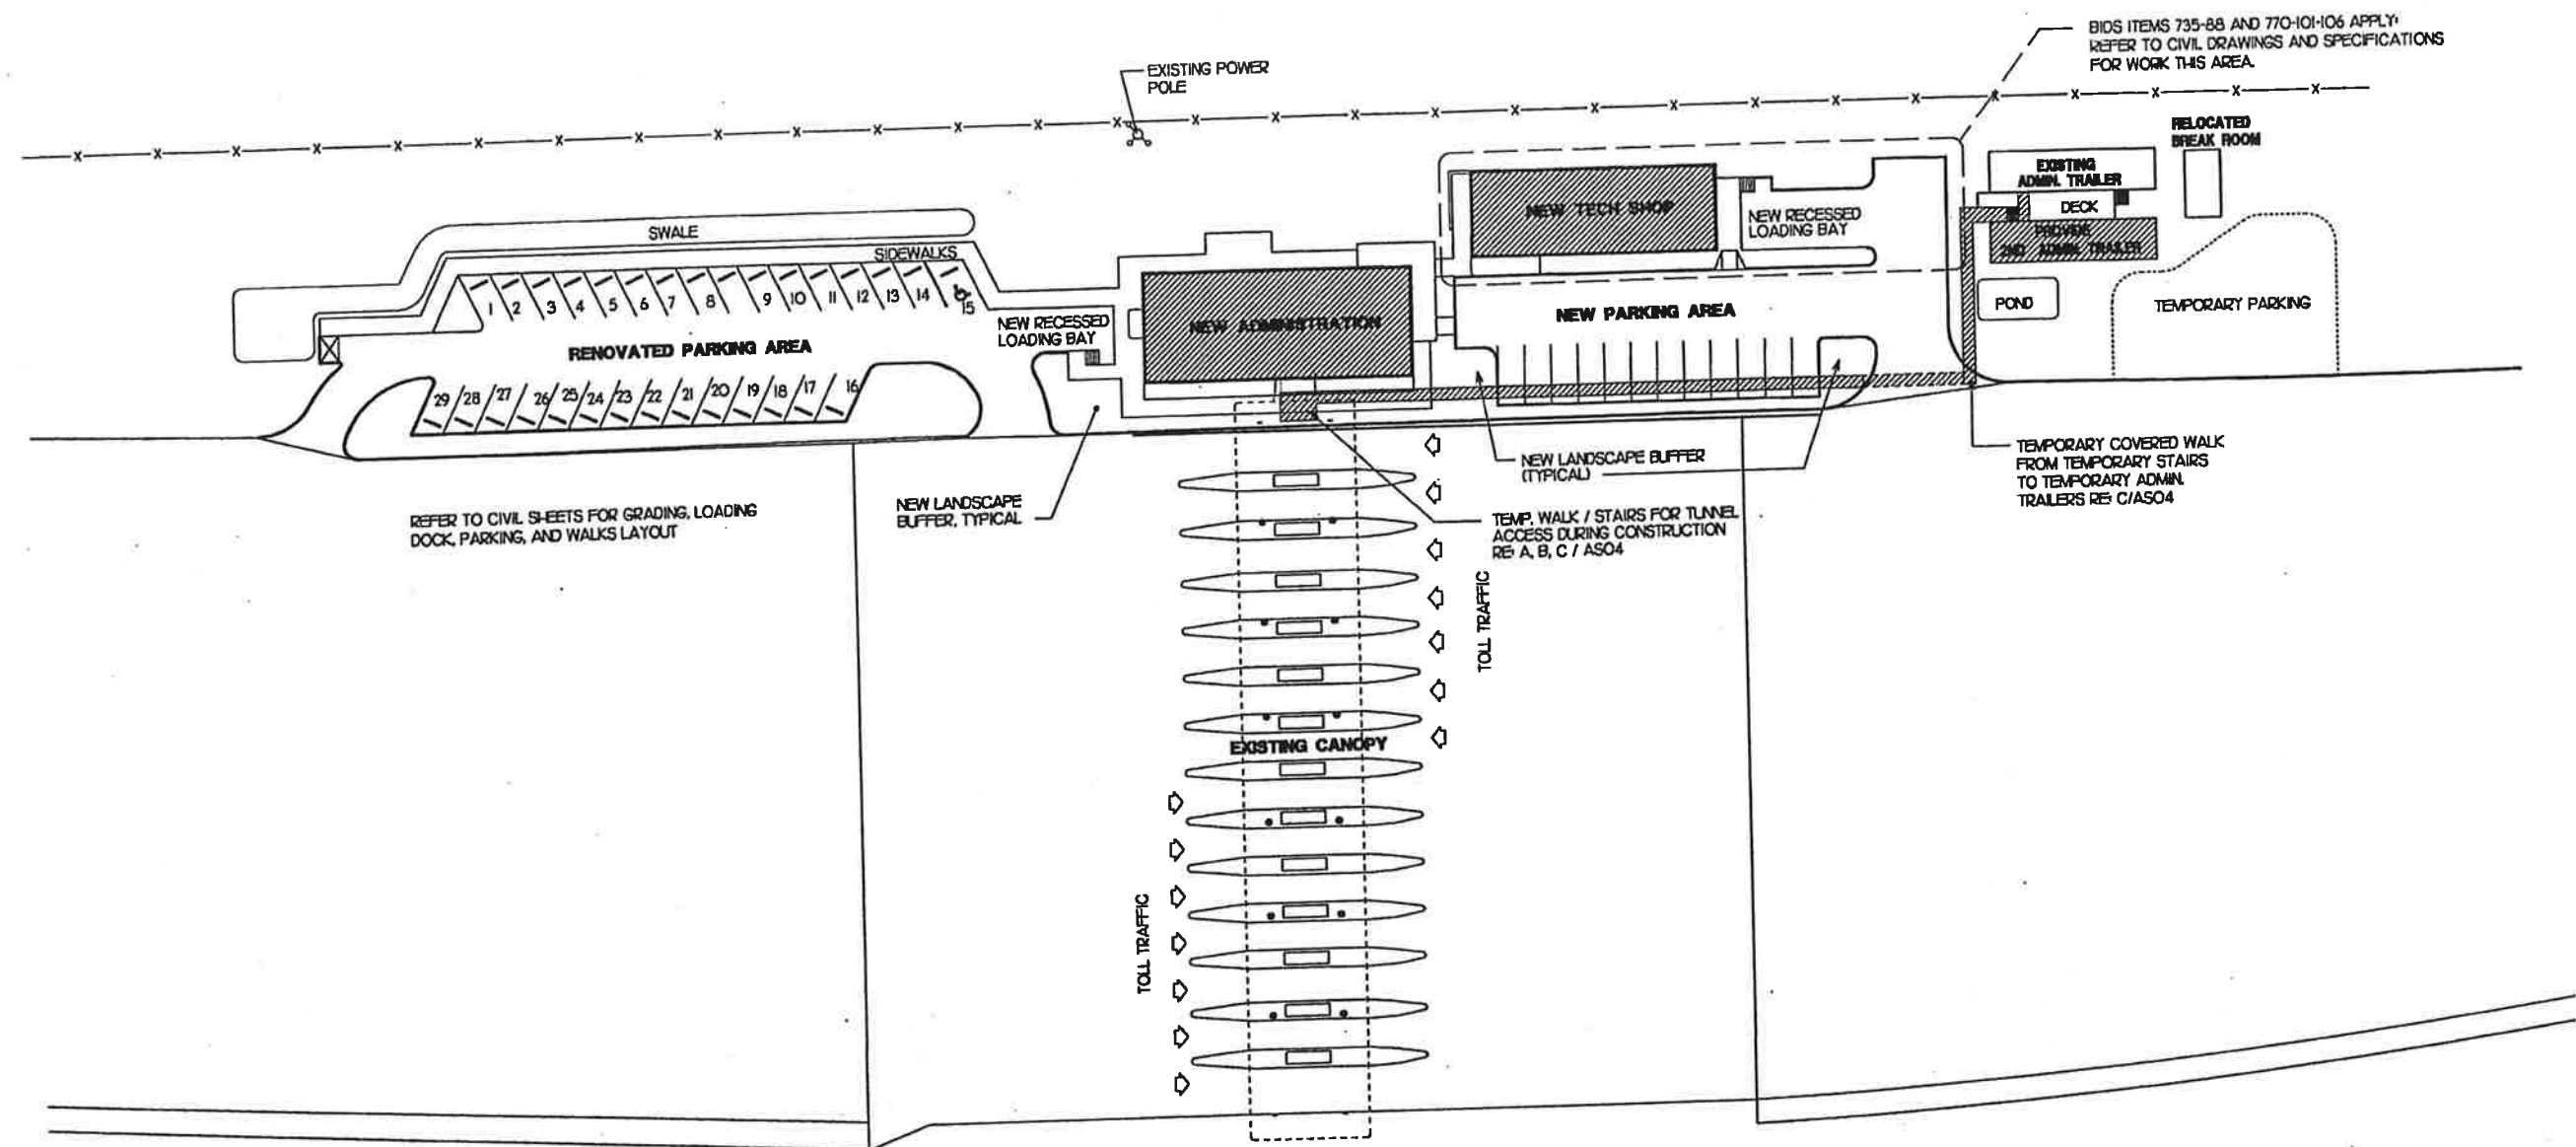 BIDS ITEMS 735-88 AND 770-101-106 APPLY:
REFER TO CIVIL DRAWINGS AND SPECIFICATIONS
FOR WORK THIS AREA.
EXISTING POWER
POLE
RELOCATED
BREAK ROOM
EXISTING
ADMIN. TRAILER
DECK
PROVIDE
2ND ADMIN. TRAILER
NEW TECH SHOP
NEW RECESSED
LOADING BAY
SWALE
SIDEWALKS
1 2 3 4 5 6 7 8 9 10 11 12 13 14 15
RENOVATED PARKING AREA
29 28 27 26 25 24 23 22 21 20 19 18 17 16
NEW RECESSED
LOADING BAY
NEW ADMINISTRATION
NEW PARKING AREA
POND
TEMPORARY PARKING
REFER TO CIVIL SHEETS FOR GRADING, LOADING
DOCK, PARKING, AND WALKS LAYOUT
NEW LANDSCAPE
BUFFER, TYPICAL
NEW LANDSCAPE BUFFER
(TYPICAL)
TEMPORARY COVERED WALK
FROM TEMPORARY STAIRS
TO TEMPORARY ADMIN.
TRAILERS RE: C/ASO4
TEMP. WALK / STAIRS FOR TUNNEL
ACCESS DURING CONSTRUCTION
RE: A, B, C / ASO4
TOLL TRAFFIC
EXISTING CANOPY
TOLL TRAFFIC